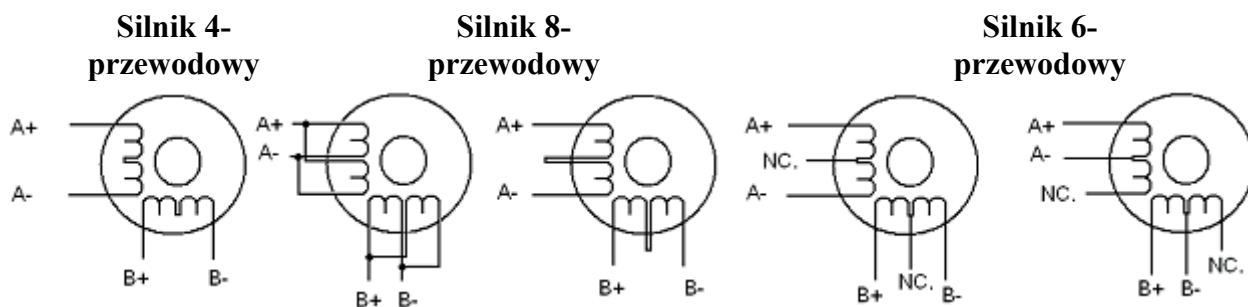 Silnik 4-
przewodowy
Silnik 8-
przewodowy
Silnik 6-
przewodowy
A+
A-
B+ B-
A+
A-
B+ B-
A+
A-
B+ B-
A+
NC.
A-
B+ NC. B-
A+
A-
NC.
B+ B- NC.